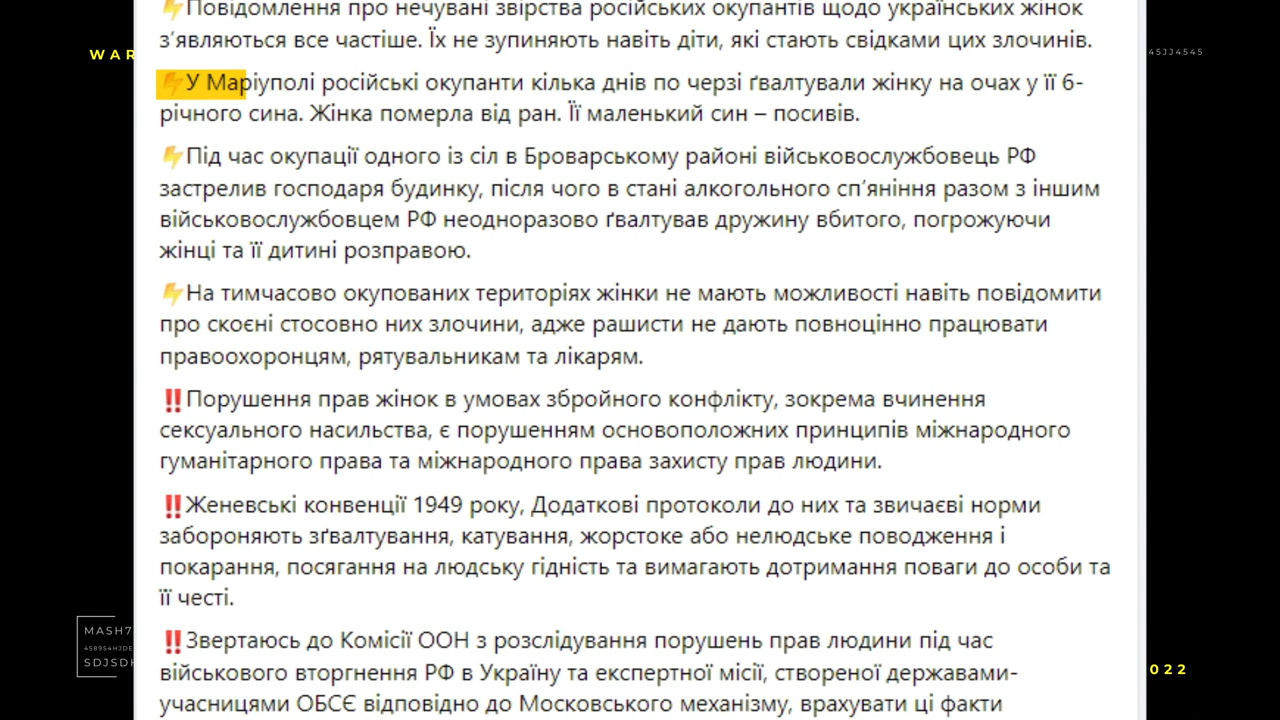 ⚡Повідомлення про нечувані звірства російських окупантів щодо українських жінок
з’являються все частіше. Їх не зупиняють навіть діти, які стають свідками цих злочинів.
⚡У Маріуполі російські окупанти кілька днів по черзі ґвалтували жінку на очах у її 6-
річного сина. Жінка померла від ран. Її маленький син – посивів.
⚡Під час окупації одного із сіл в Броварському районі військовослужбовець РФ
застрелив господаря будинку, після чого в стані алкогольного сп’яніння разом з іншим
військовослужбовцем РФ неодноразово ґвалтував дружину вбитого, погрожуючи
жінці та її дитині розправою.
⚡На тимчасово окупованих територіях жінки не мають можливості навіть повідомити
про скоєні стосовно них злочини, адже рашисти не дають повноцінно працювати
правоохоронцям, рятувальникам та лікарям.
‼Порушення прав жінок в умовах збройного конфлікту, зокрема вчинення
сексуального насильства, є порушенням основоположних принципів міжнародного
гуманітарного права та міжнародного права захисту прав людини.
‼Женевські конвенції 1949 року, Додаткові протоколи до них та звичаєві норми
забороняють зґвалтування, катування, жорстоке або нелюдське поводження і
покарання, посягання на людську гідність та вимагають дотримання поваги до особи та
її честі.
‼Звертаюсь до Комісії ООН з розслідування порушень прав людини під час
військового вторгнення РФ в Україну та експертної місії, створеної державами-
учасницями ОБСЄ відповідно до Московського механізму, врахувати ці факти
WAR
45JJ4545
MASH7
458954HJDE
SDJSDH
022